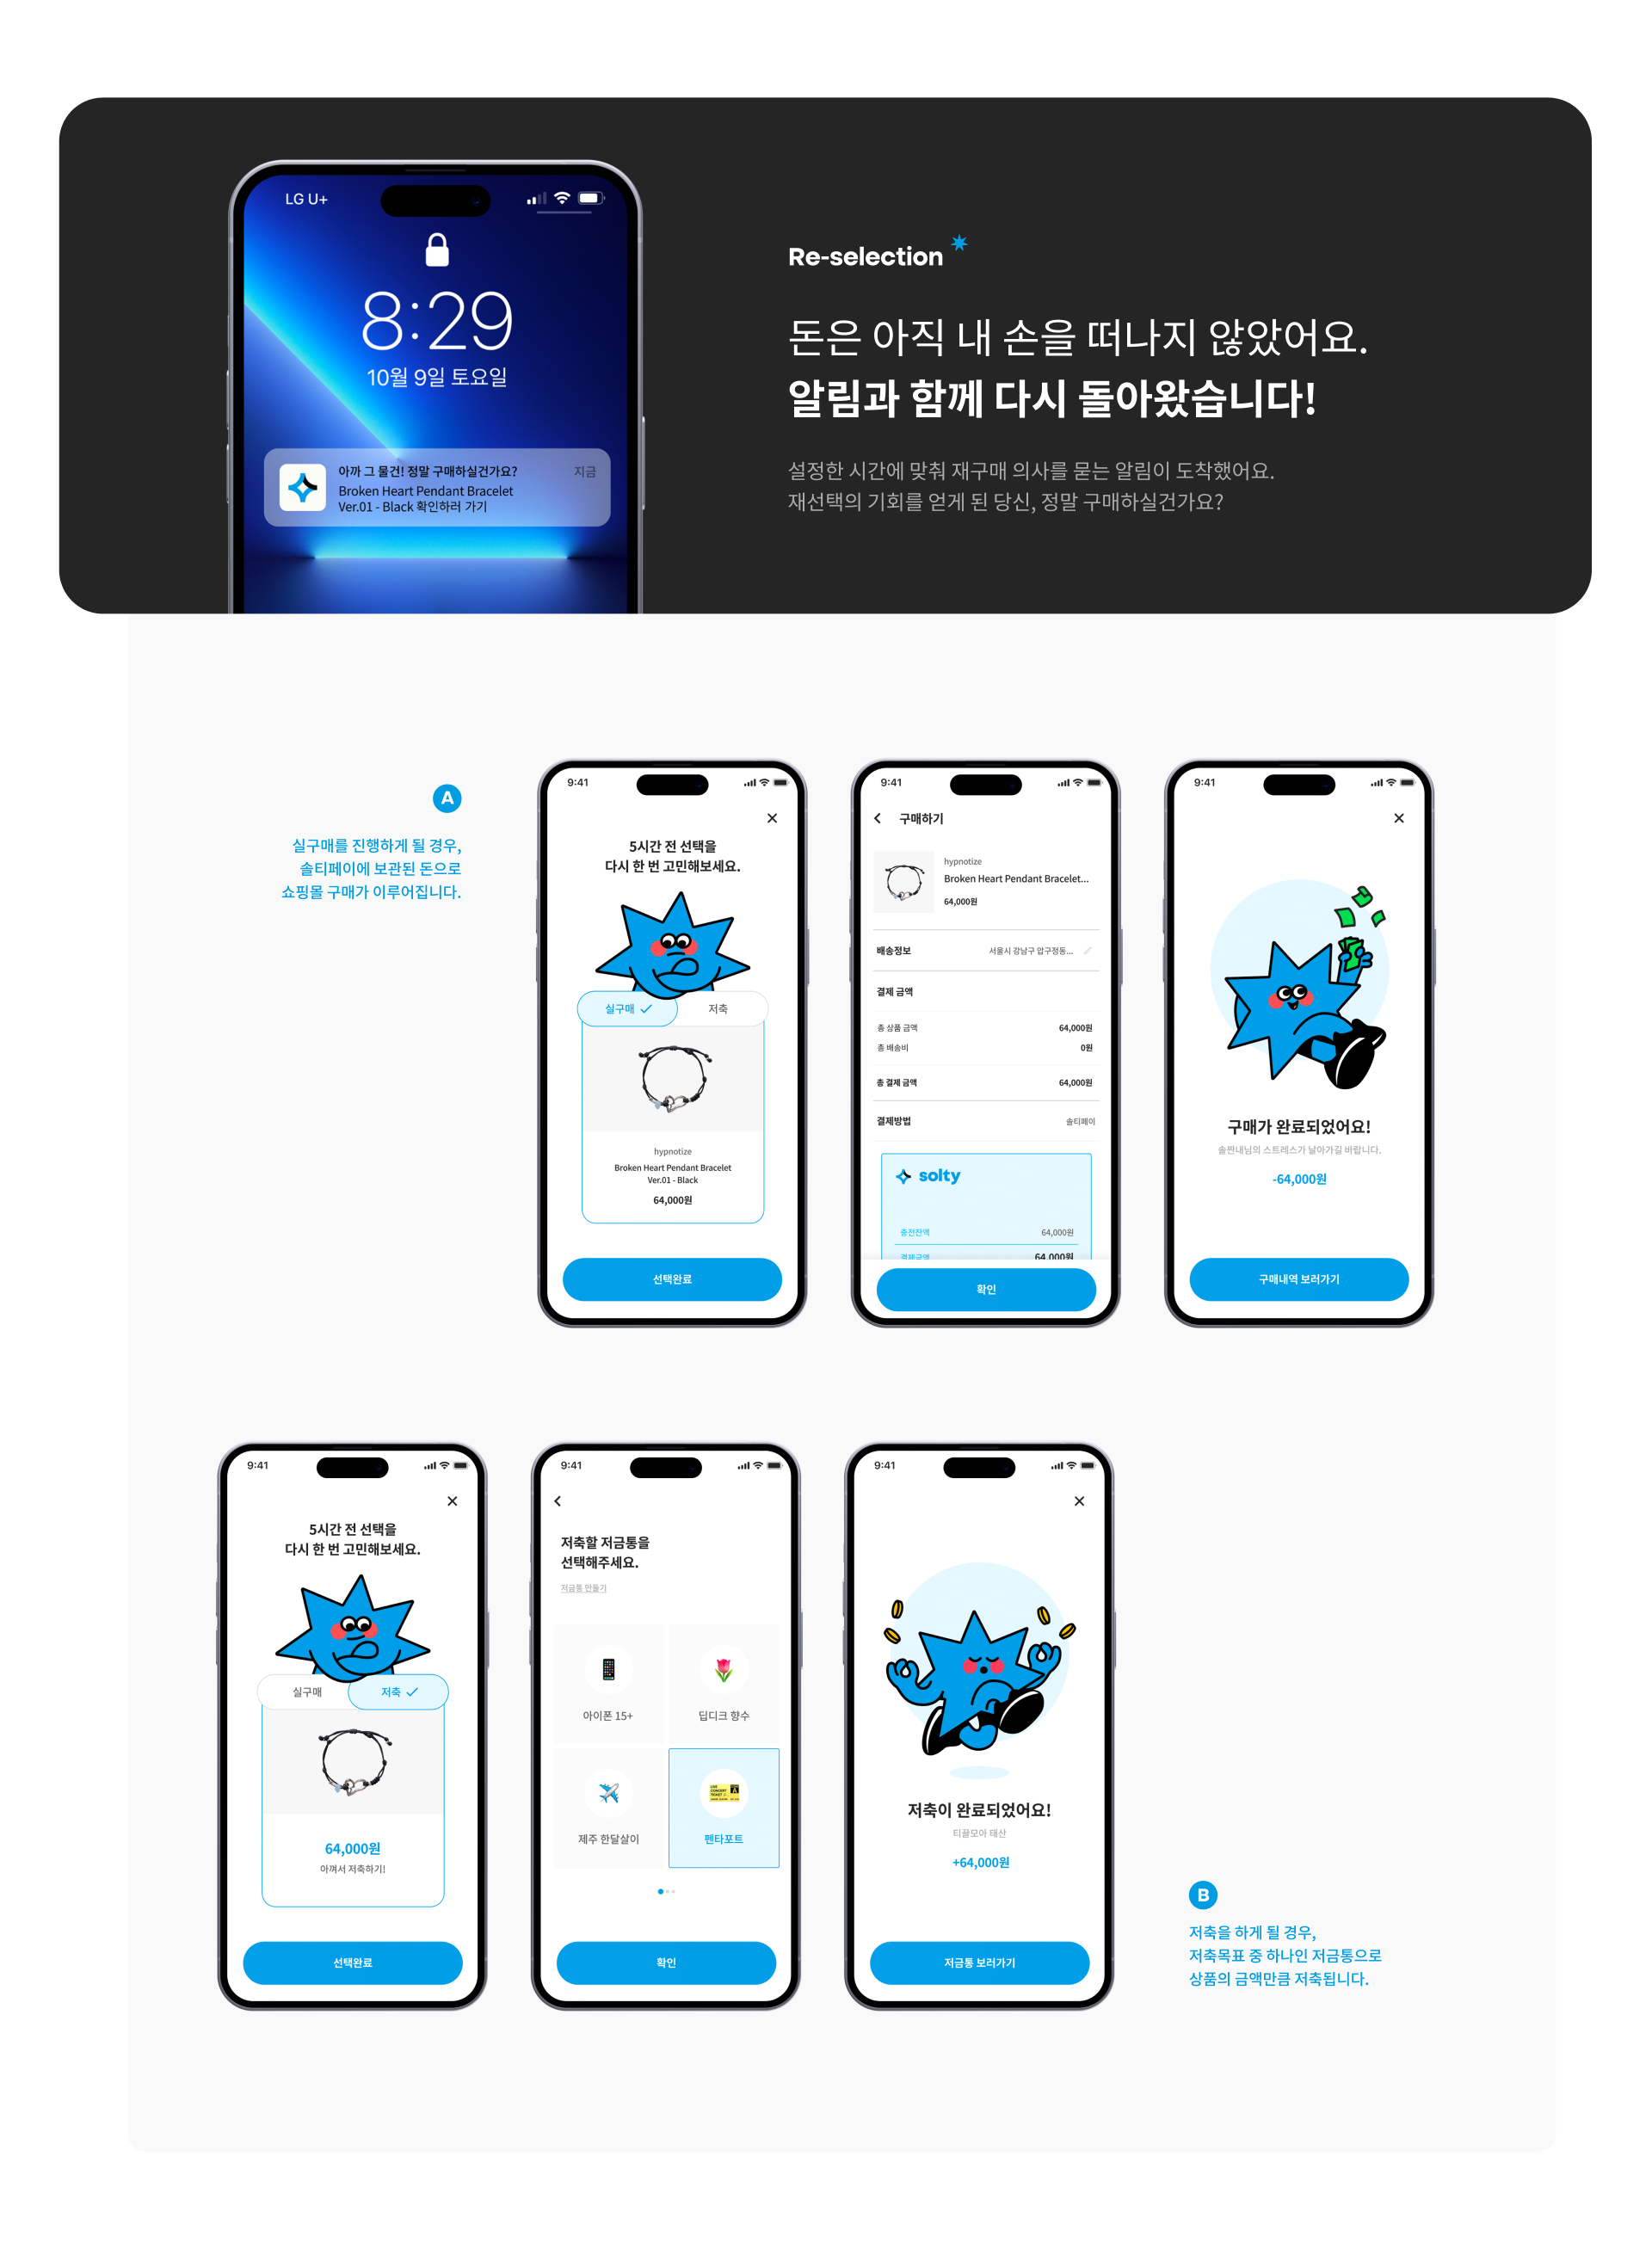 LG U+
8:29
10월 9일 토요일
아까 그 물건! 정말 구매하실건가요?
지금
Broken Heart Pendant Bracelet
Ver.01 - Black 확인하러 가기
Re-selection
돈은 아직 내 손을 떠나지 않았어요.
알림과 함께 다시 돌아왔습니다!
설정한 시간에 맞춰 재구매 의사를 묻는 알림이 도착했어요.
재선택의 기회를 얻게 된 당신, 정말 구매하실건가요?
A
실구매를 진행하게 될 경우,
솔티페이에 보관된 돈으로
쇼핑몰 구매가 이루어집니다.
9:41
5시간 전 선택을
다시 한 번 고민해보세요.
실구매
저축
hypnotize
Broken Heart Pendant Bracelet
Ver.01 - Black
64,000원
선택완료
9:41
구매하기
hypnotize
Broken Heart Pendant Bracelet...
64,000원
배송정보
서울시 강남구 압구정동...
결제 금액
총 상품 금액
64,000원
총 배송비
0원
총 결제 금액
64,000원
결제방법
솔티페이
solty
충전잔액
64,000원
결제금액
64,000원
확인
9:41
구매가 완료되었어요!
솔짠내님의 스트레스가 날아가길 바랍니다.
-64,000원
구매내역 보러가기
9:41
5시간 전 선택을
다시 한 번 고민해보세요.
실구매
저축
64,000원
아껴서 저축하기!
선택완료
9:41
저축할 저금통을
선택해주세요.
저금통 만들기
아이폰 15+
딥디크 향수
제주 한달살이
LIVE
CONCERT
TICKET
A
펜타포트
확인
9:41
저축이 완료되었어요!
티끌모아 태산
+64,000원
저금통 보러가기
B
저축을 하게 될 경우,
저축목표 중 하나인 저금통으로
상품의 금액만큼 저축됩니다.